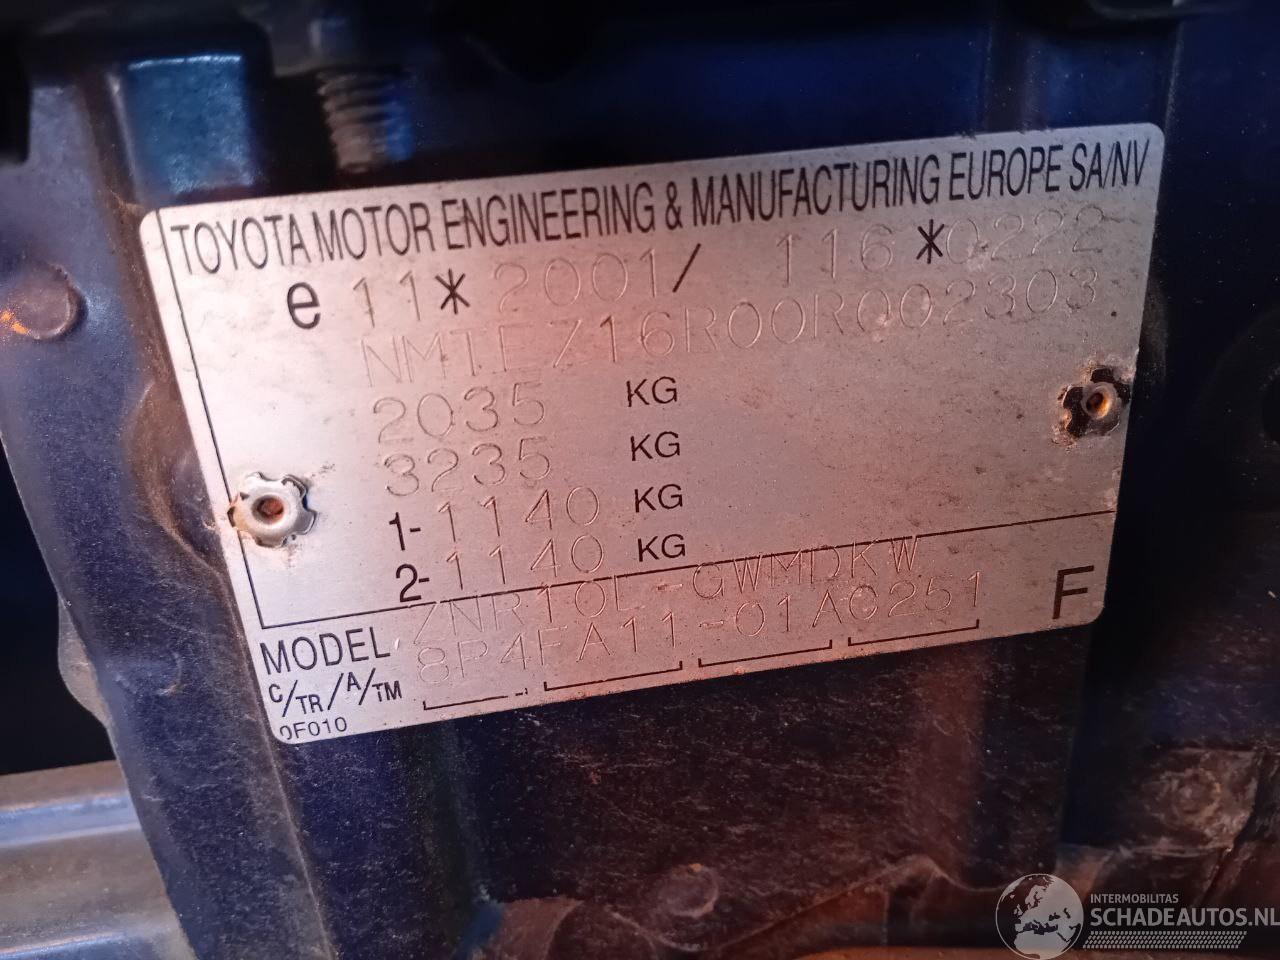 TOYOTA MOTOR ENGINEERING & MANUFACTURING EUROPE SA/NV
e 11*2001/ 116*0222
NMTEZ16R00R002303
2035 KG
3235 KG
1- 1140 KG
2- 1140 KG
MODEL ZNR10L-GWMDKW
C/TR/A/TM 8P4FA11-01AC251
F
0F010
INTERMOBILITAS
SCHADEAUTOS.NL